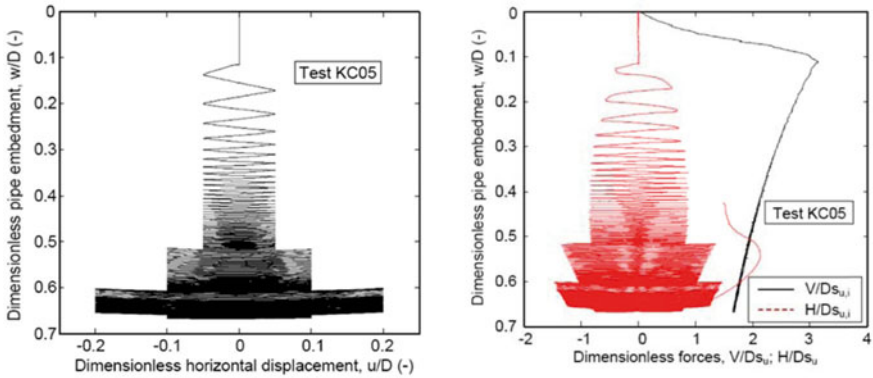 0
0.1
0.2
0.3
0.4
0.5
0.6
0.7
Dimensionless pipe embedment, w/D (-)
Test KC05
-0.2 -0.1 0 0.1 0.2
Dimensionless horizontal displacement, u/D (-)
0
0.1
0.2
0.3
0.4
0.5
0.6
0.7
Dimensionless pipe embedment, w/D (-)
Test KC05
V/Dsu,i
H/Dsu,i
-2 -1 0 1 2 3 4
Dimensionless forces, V/Dsu; H/Dsu